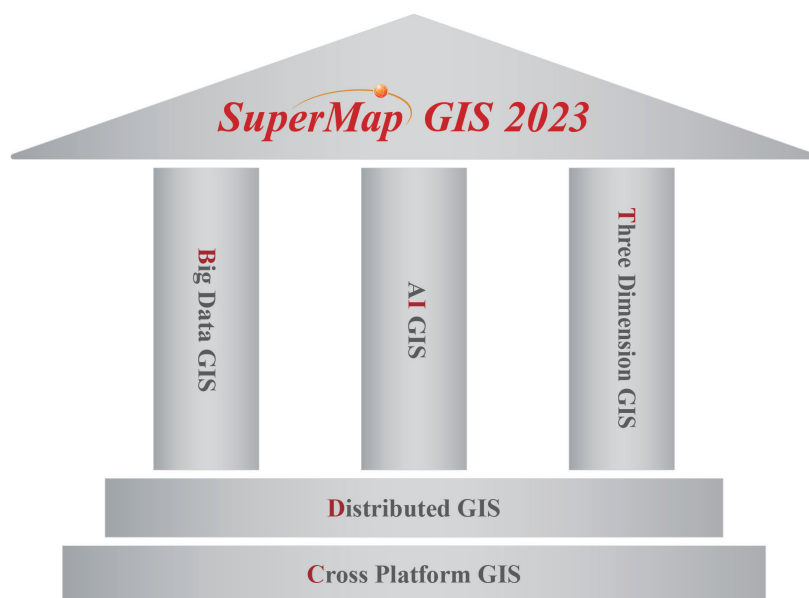 SuperMap GIS 2023
Big Data GIS
AI GIS
Three Dimension GIS
Distributed GIS
Cross Platform GIS